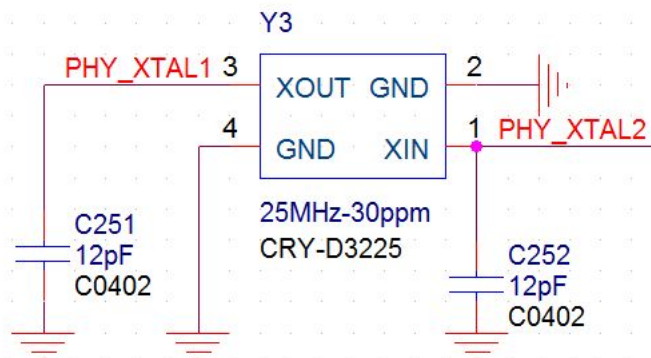 Y3
PHY_XTAL1
3
XOUT
GND
2
4
GND
XIN
1
PHY_XTAL2
25MHz-30ppm
CRY-D3225
C251
12pF
C0402
C252
12pF
C0402